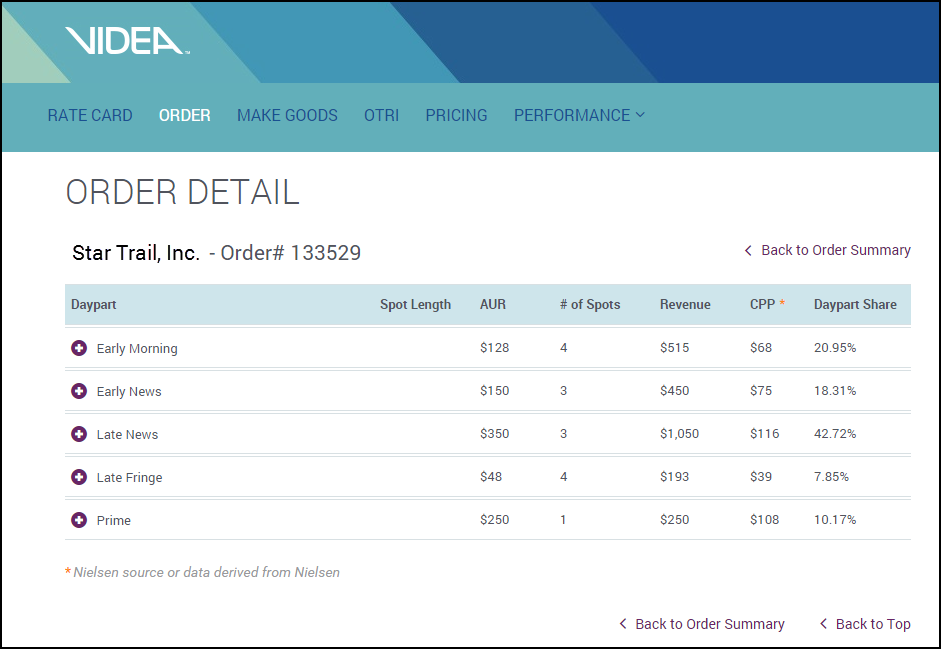 VIDEA™
RATE CARD ORDER MAKE GOODS OTRI PRICING PERFORMANCE
ORDER DETAIL
Star Trail, Inc. - Order# 133529
Back to Order Summary
Daypart Spot Length AUR # of Spots Revenue CPP * Daypart Share
Early Morning $128 4 $515 $68 20.95%
Early News $150 3 $450 $75 18.31%
Late News $350 3 $1,050 $116 42.72%
Late Fringe $48 4 $193 $39 7.85%
Prime $250 1 $250 $108 10.17%
* Nielsen source or data derived from Nielsen
Back to Order Summary Back to Top